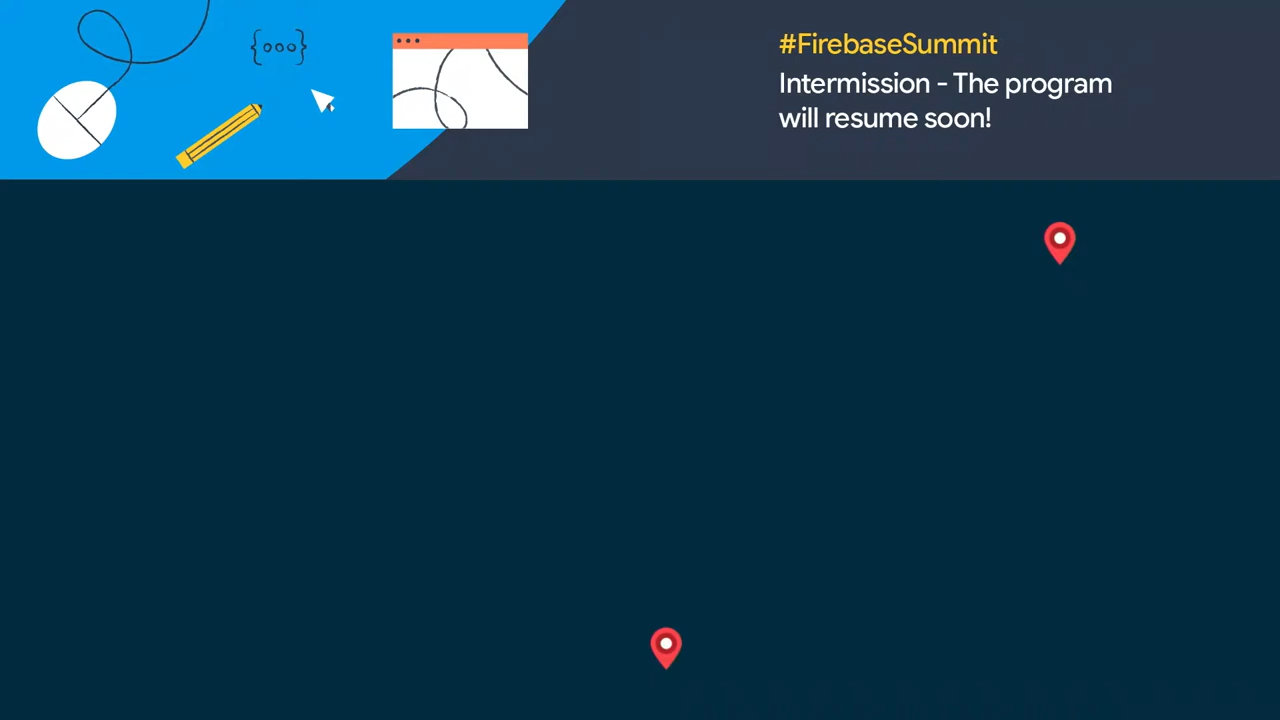 #FirebaseSummit
Intermission - The program
will resume soon!